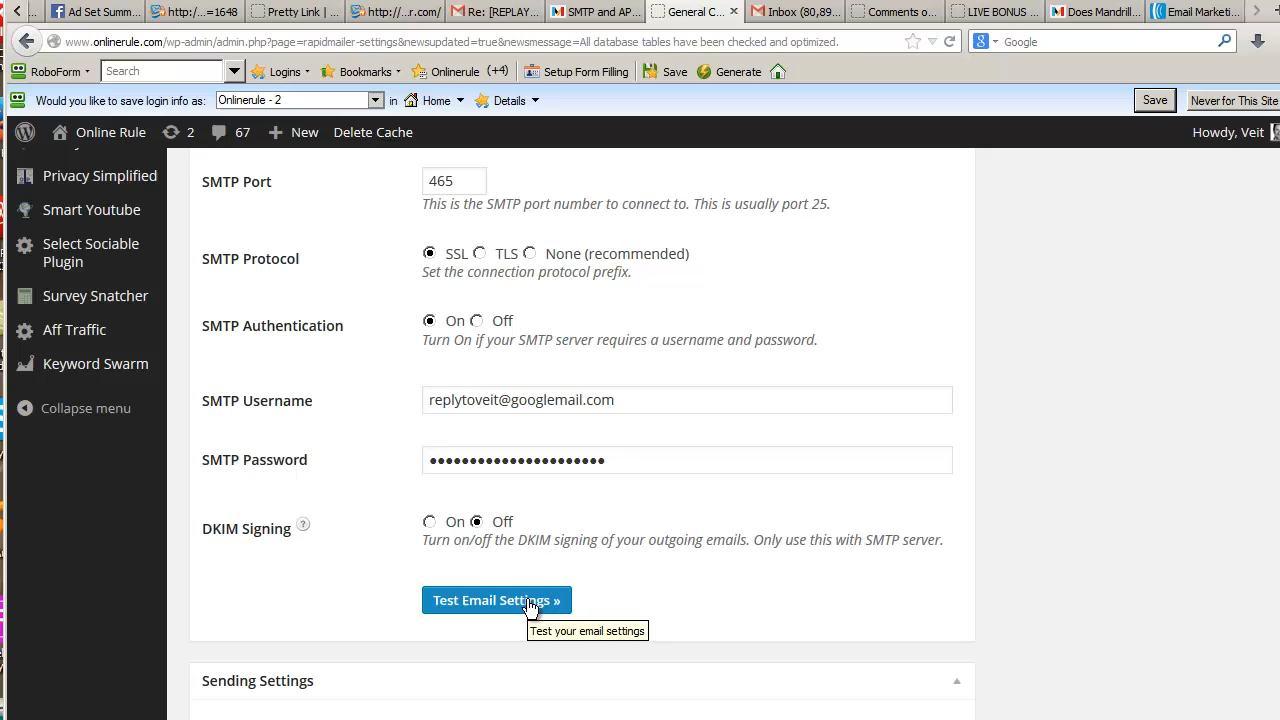 Ad Set Summ...
http:/...=1648
Pretty Link | ...
http://...r.com/
Re: [REPLAY...
SMTP and AP...
General C...
Inbox (80,89...
Comments o...
LIVE BONUS ...
Does Mandrill...
Email Marketi...
www.onlinerule.com/wp-admin/admin.php?page=rapidmailer-settings&newsupdated=true&newsmessage=All database tables have been checked and optimized.
Google
RoboForm
Search
Logins
Bookmarks
Onlinerule (+4)
Setup Form Filling
Save
Generate
Would you like to save login info as:
Onlinerule - 2
in
Home
Details
Save
Never for This Site
Online Rule
2
67
New
Delete Cache
Howdy, Veit
Privacy Simplified
Smart Youtube
Select Sociable
Plugin
Survey Snatcher
Aff Traffic
Keyword Swarm
Collapse menu
SMTP Port
465
This is the SMTP port number to connect to. This is usually port 25.
SMTP Protocol
SSL TLS None (recommended)
Set the connection protocol prefix.
SMTP Authentication
On Off
Turn On if your SMTP server requires a username and password.
SMTP Username
replytoveit@googlemail.com
SMTP Password
●●●●●●●●●●●●●●●●●●●●●●
DKIM Signing ?
On Off
Turn on/off the DKIM signing of your outgoing emails. Only use this with SMTP server.
Test Email Settings »
Test your email settings
Sending Settings